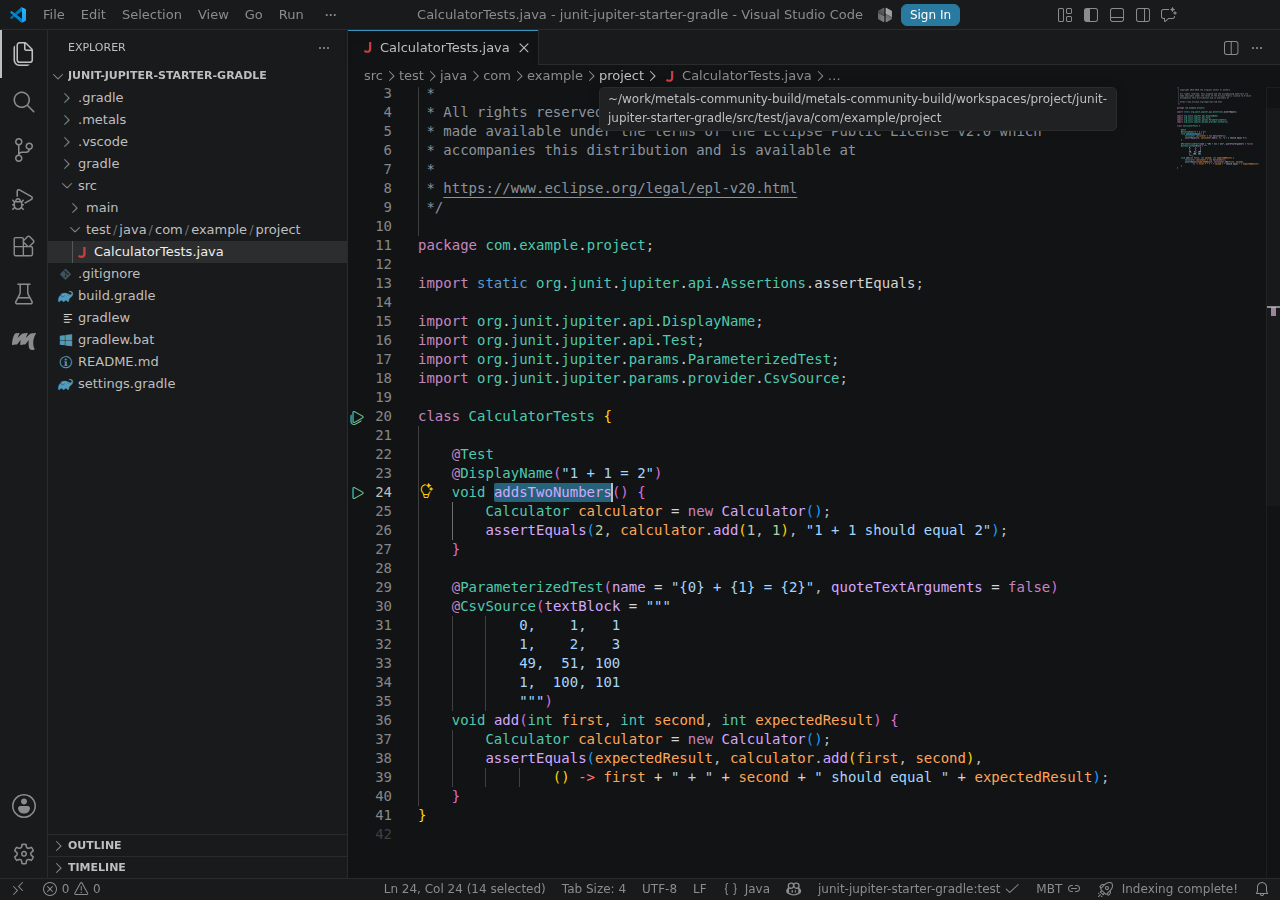 File Edit Selection View Go Run ··· CalculatorTests.java - junit-jupiter-starter-gradle - Visual Studio Code Sign In
EXPLORER ···
JUNIT-JUPITER-STARTER-GRADLE
.gradle
.metals
.vscode
gradle
src
main
test/java/com/example/project
CalculatorTests.java
.gitignore
build.gradle
gradlew
gradlew.bat
README.md
settings.gradle
OUTLINE
TIMELINE
CalculatorTests.java
src > test > java > com > example > project > CalculatorTests.java > ...
~/work/metals-community-build/metals-community-build/workspaces/project/junit-
jupiter-starter-gradle/src/test/java/com/example/project
3 *
4 * All rights reserved
5 * made available under the terms of the Eclipse Public License v2.0 which
6 * accompanies this distribution and is available at
7 *
8 * https://www.eclipse.org/legal/epl-v20.html
9 */
10
11 package com.example.project;
12
13 import static org.junit.jupiter.api.Assertions.assertEquals;
14
15 import org.junit.jupiter.api.DisplayName;
16 import org.junit.jupiter.api.Test;
17 import org.junit.jupiter.params.ParameterizedTest;
18 import org.junit.jupiter.params.provider.CsvSource;
19
20 class CalculatorTests {
21
22 @Test
23 @DisplayName("1 + 1 = 2")
24 void addsTwoNumbers() {
25 Calculator calculator = new Calculator();
26 assertEquals(2, calculator.add(1, 1), "1 + 1 should equal 2");
27 }
28
29 @ParameterizedTest(name = "{0} + {1} = {2}", quoteTextArguments = false)
30 @CsvSource(textBlock = """
31 0, 1, 1
32 1, 2, 3
33 49, 51, 100
34 1, 100, 101
35 """)
36 void add(int first, int second, int expectedResult) {
37 Calculator calculator = new Calculator();
38 assertEquals(expectedResult, calculator.add(first, second),
39 () -> first + " + " + second + " should equal " + expectedResult);
40 }
41 }
42
0 0 Ln 24, Col 24 (14 selected) Tab Size: 4 UTF-8 LF { } Java junit-jupiter-starter-gradle:test MBT Indexing complete!